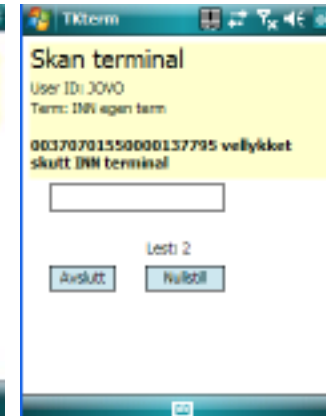 TKterm
Skan terminal
User ID: JOVO
Term: INN egen term
00370701550000137795 vellykket
skutt INN terminal
Lest: 2
Avslutt Nullstill